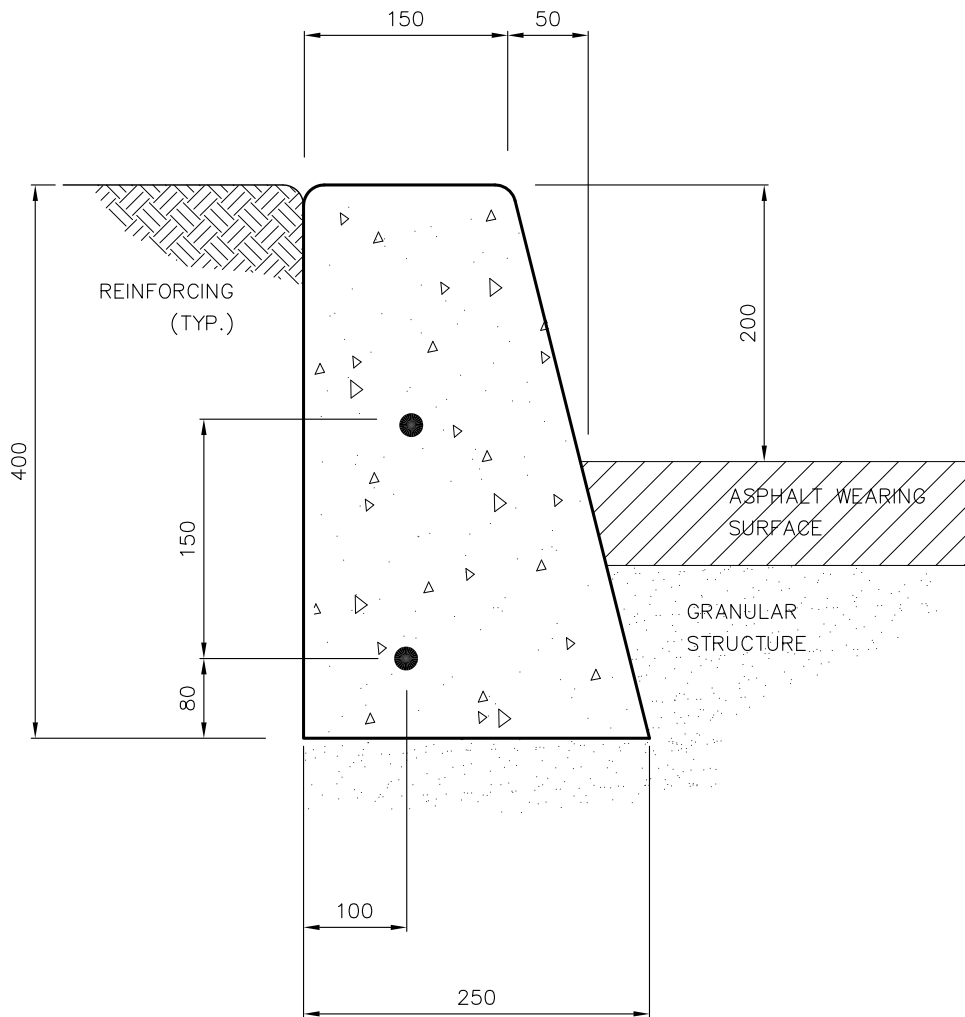 150
50
REINFORCING
(TYP.)
200
400
150
ASPHALT WEARING
SURFACE
GRANULAR
STRUCTURE
80
100
250